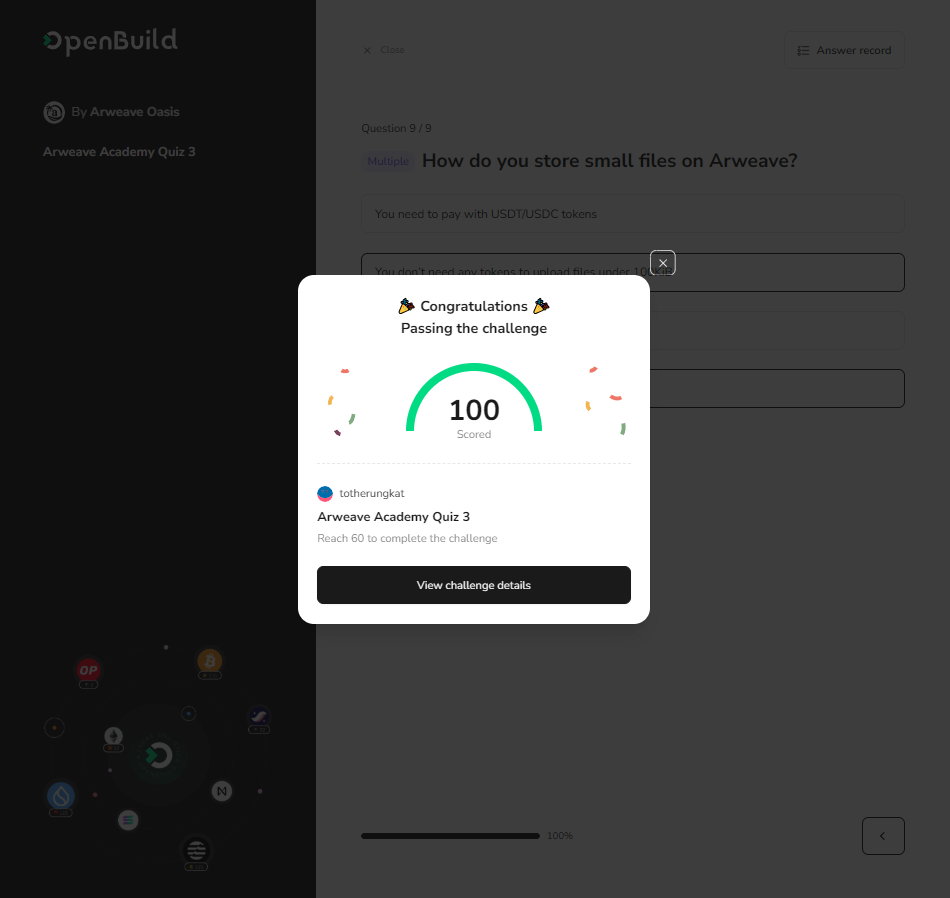 OpenBuild
By Arweave Oasis
Arweave Academy Quiz 3
Close
Answer record
Question 9 / 9
Multiple How do you store small files on Arweave?
You need to pay with USDT/USDC tokens
You don't need any tokens to upload files under
🎉 Congratulations 🎉
Passing the challenge
100
Scored
totherungkat
Arweave Academy Quiz 3
Reach 60 to complete the challenge
View challenge details
OP
100%